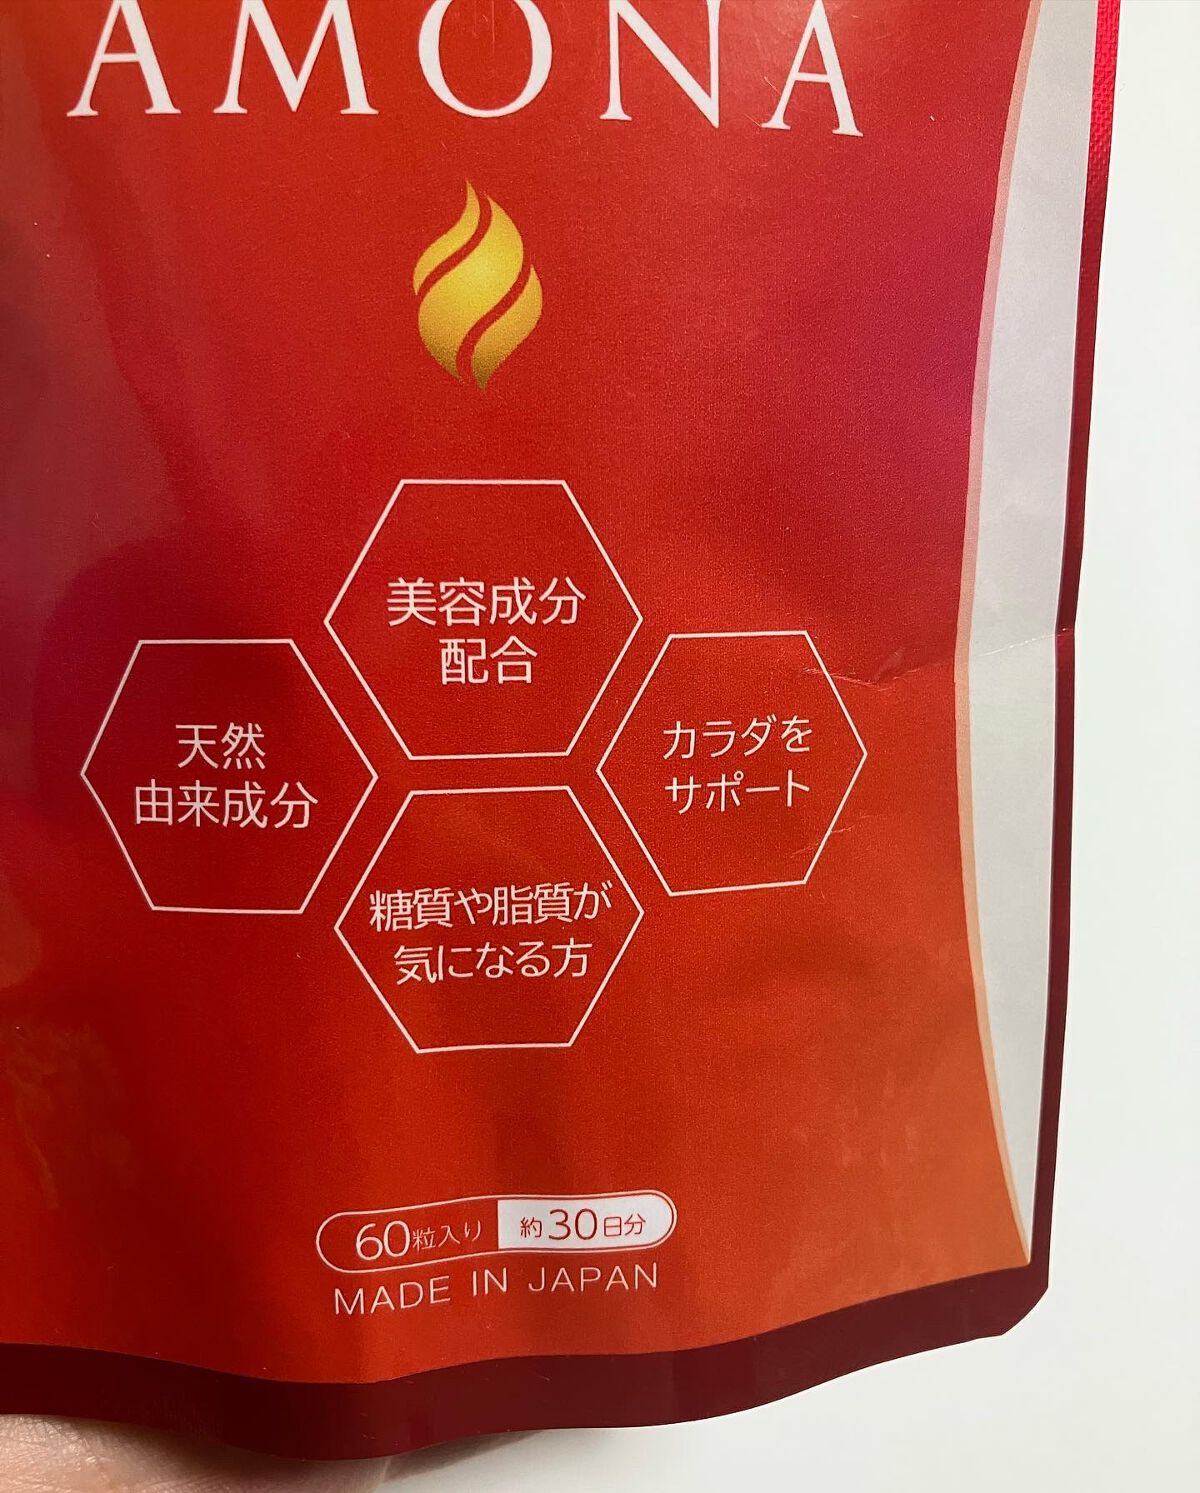 AMONA
美容成分
配合
天然
由来成分
カラダを
サポート
糖質や脂質が
気になる方
60粒入り 約30日分
MADE IN JAPAN